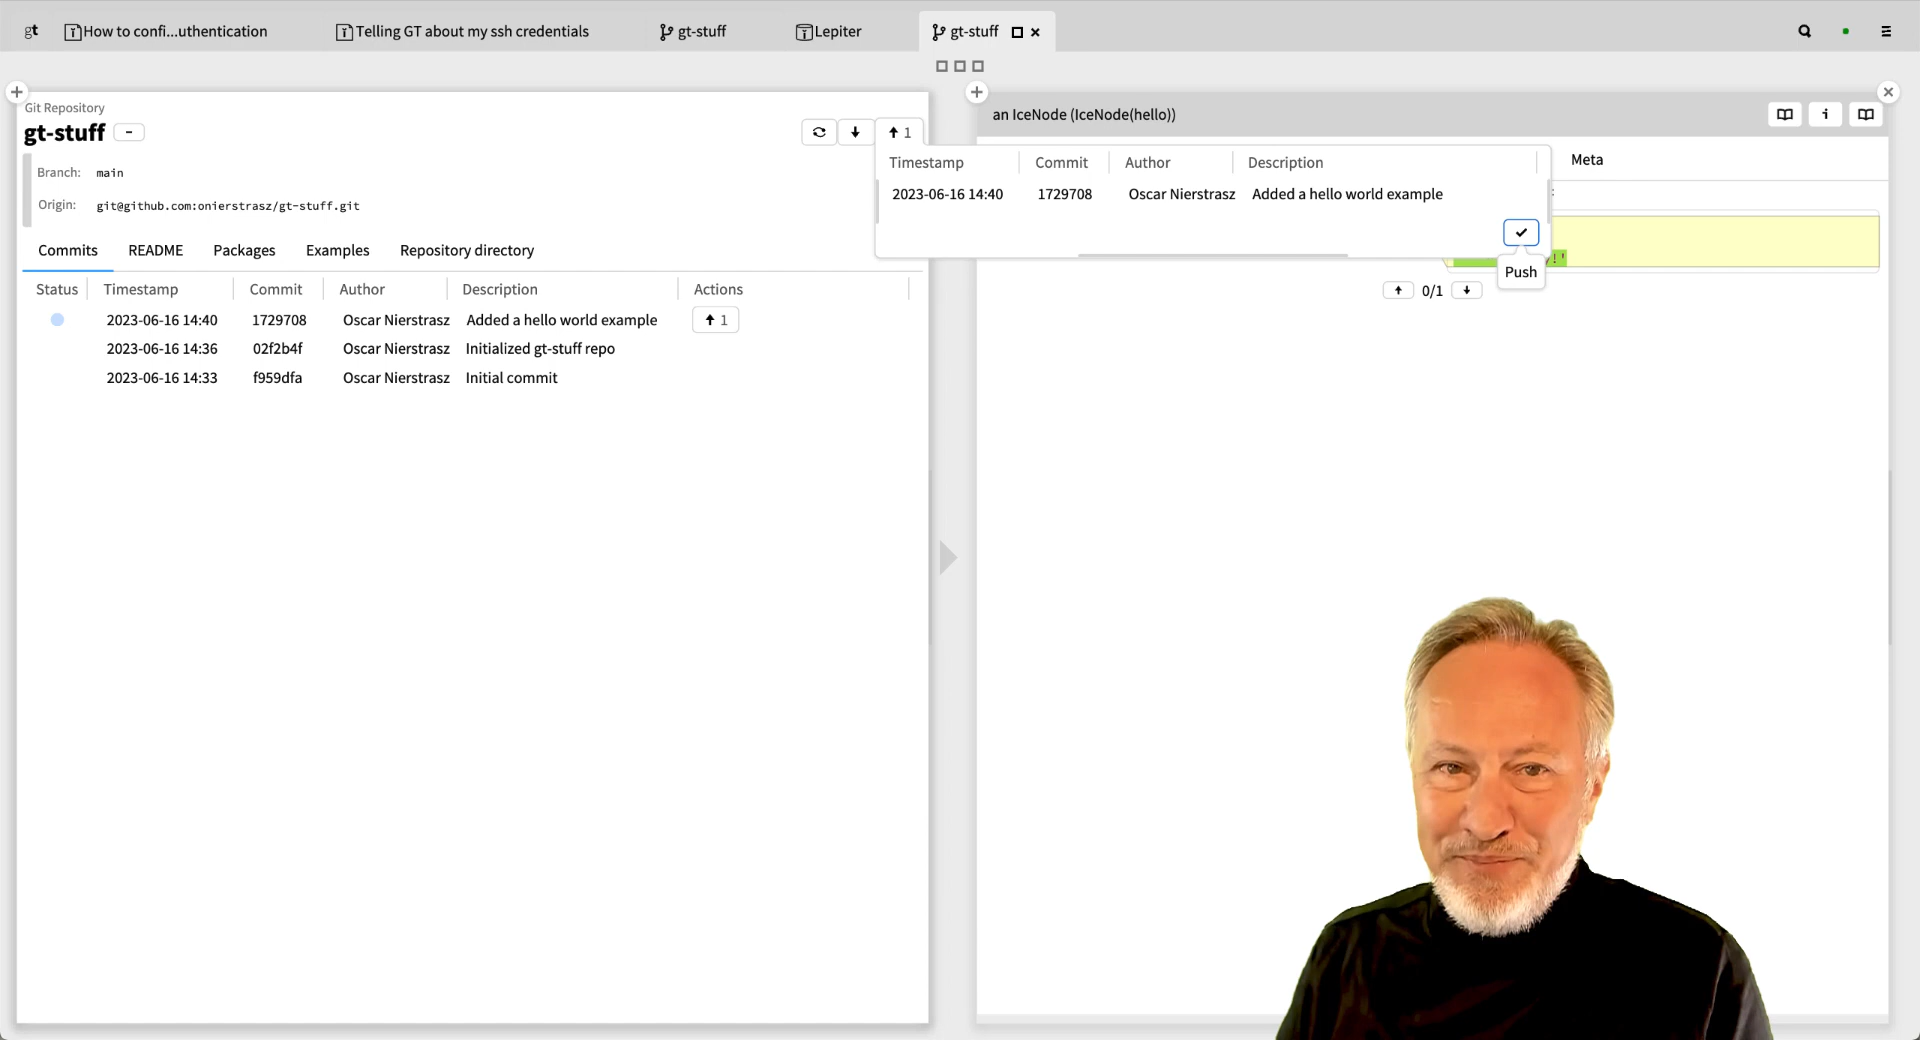 gt
How to confi...uthentication
Telling GT about my ssh credentials
gt-stuff
Lepiter
gt-stuff
Git Repository
gt-stuff
1
Branch: main
Origin: git@github.com:onierstrasz/gt-stuff.git
Commits README Packages Examples Repository directory
Status Timestamp Commit Author Description Actions
2023-06-16 14:40 1729708 Oscar Nierstrasz Added a hello world example 1
2023-06-16 14:36 02f2b4f Oscar Nierstrasz Initialized gt-stuff repo
2023-06-16 14:33 f959dfa Oscar Nierstrasz Initial commit
an IceNode (IceNode(hello))
i
Timestamp Commit Author Description
2023-06-16 14:40 1729708 Oscar Nierstrasz Added a hello world example
Meta
:
!'
Push
0/1